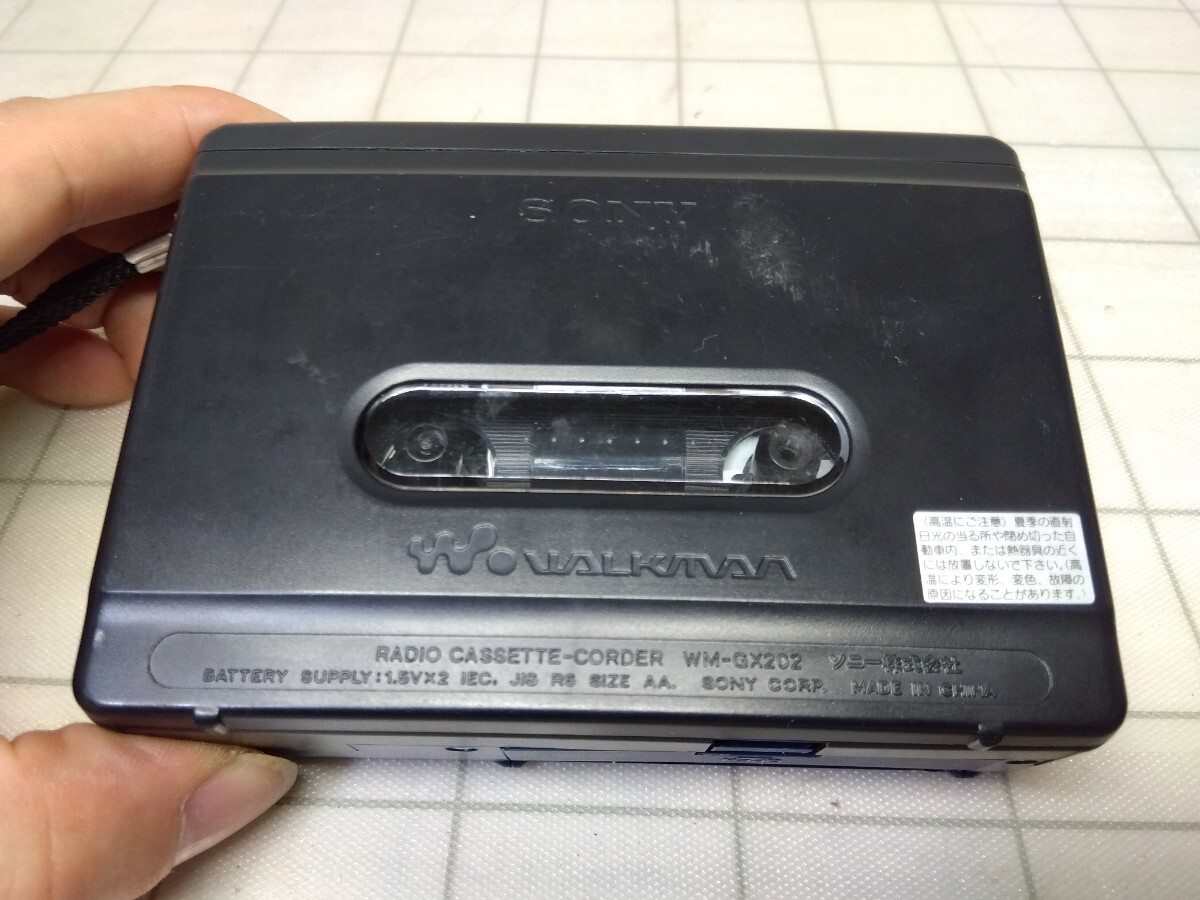 SONY
WALKMAN
(高温にご注意) 夏季の直射
日光の当る所や閉め切った自
動車内、または熱器具の近く
には放置しないで下さい。(高
温により変形、変色、故障の
原因になることがあります。)
RADIO CASSETTE-CORDER WM-GX202 ソニー株式会社
BATTERY SUPPLY:1.5V×2 IEC, JIS R6 SIZE AA. SONY CORP. MADE IN CHINA